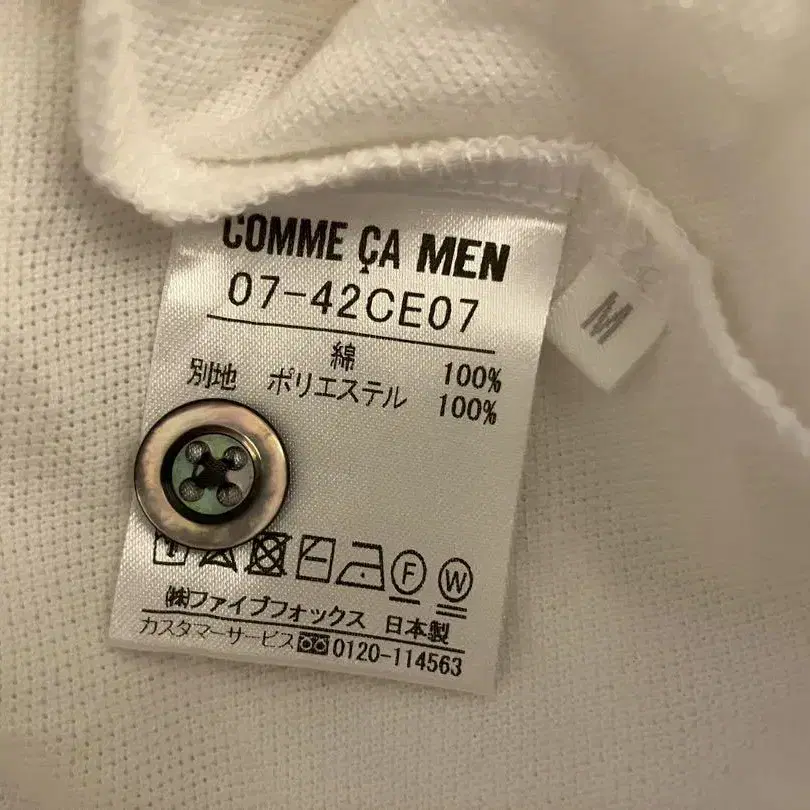 COMME ÇA MEN
07-42CE07
M
綿 100%
別地 ポリエステル 100%
F W
㈱ファイブフォックス 日本製
カスタマーサービス 0120-114563